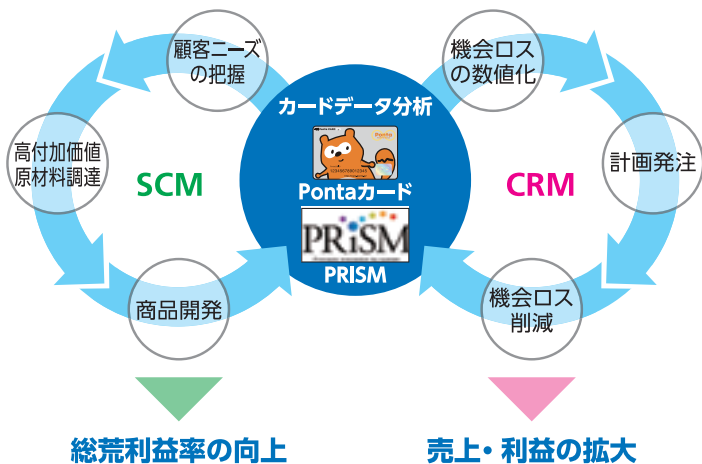 顧客ニーズ
の把握
高付加価値
原材料調達
SCM
商品開発
総荒利益率の向上
カードデータ分析
Ponta
Pontaカード
PRiSM
PRISM
機会ロス
の数値化
計画発注
CRM
機会ロス
削減
売上・利益の拡大